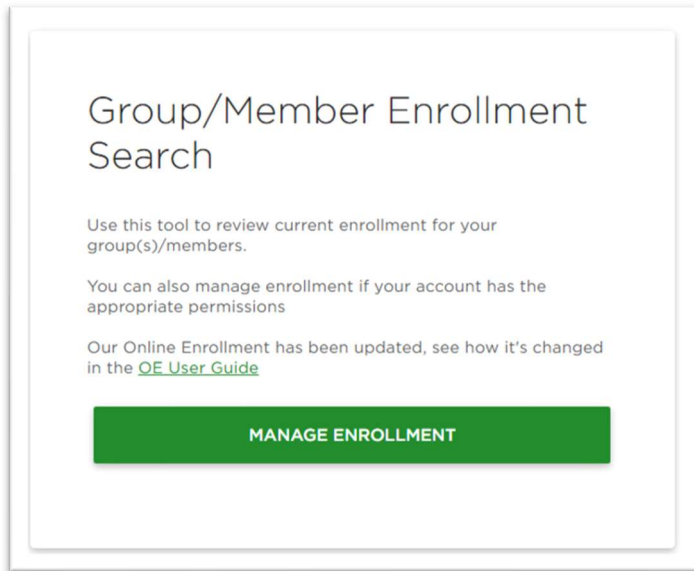 Group/Member Enrollment
Search
Use this tool to review current enrollment for your
group(s)/members.
You can also manage enrollment if your account has the
appropriate permissions
Our Online Enrollment has been updated, see how it's changed
in the OE User Guide
MANAGE ENROLLMENT